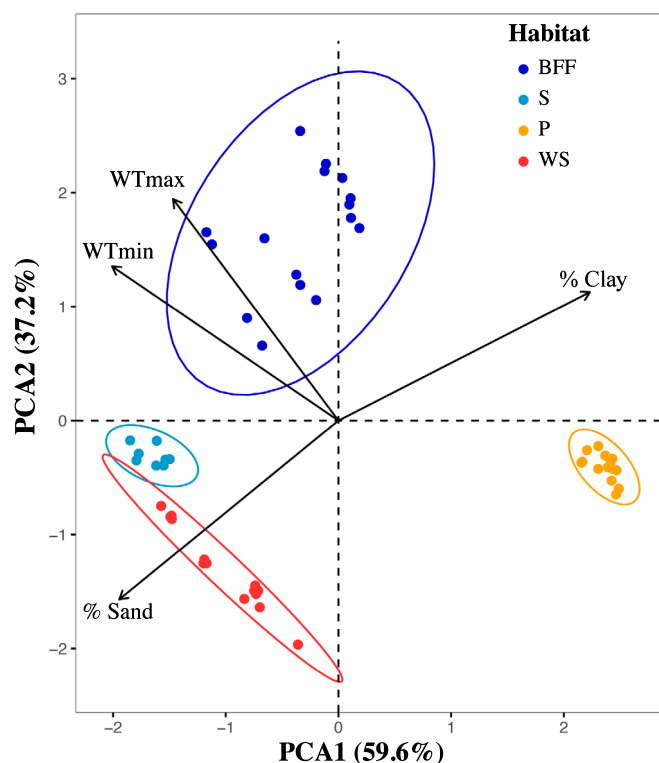 Habitat
BFF
S
P
WS
WTmax
WTmin
% Clay
% Sand
PCA2 (37.2%)
3
2
1
0
−1
−2
−2
−1
0
1
2
PCA1 (59.6%)